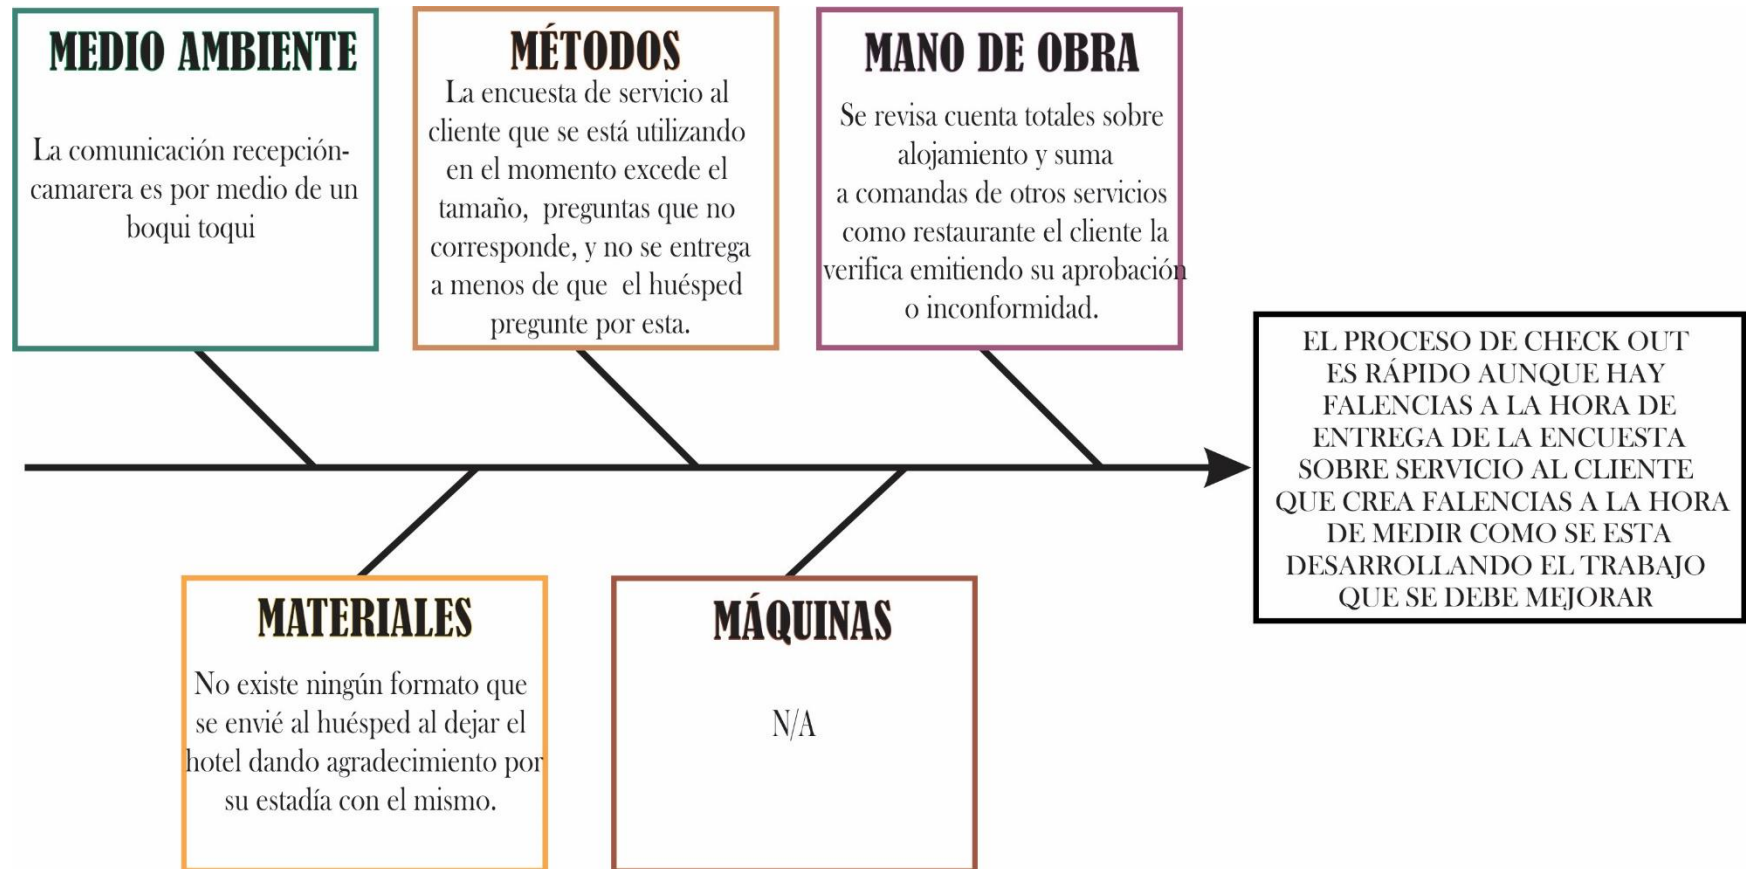 MEDIO AMBIENTE
La comunicación recepción-
camarera es por medio de un
boqui toqui
MÉTODOS
La encuesta de servicio al
cliente que se está utilizando
en el momento excede el
tamaño, preguntas que no
corresponde, y no se entrega
a menos de que el huésped
pregunte por esta.
MANO DE OBRA
Se revisa cuenta totales sobre
alojamiento y suma
a comandas de otros servicios
como restaurante el cliente la
verifica emitiendo su aprobación
o inconformidad.
EL PROCESO DE CHECK OUT
ES RÁPIDO AUNQUE HAY
FALENCIAS A LA HORA DE
ENTREGA DE LA ENCUESTA
SOBRE SERVICIO AL CLIENTE
QUE CREA FALENCIAS A LA HORA
DE MEDIR COMO SE ESTA
DESARROLLANDO EL TRABAJO
QUE SE DEBE MEJORAR
MATERIALES
No existe ningún formato que
se envié al huésped al dejar el
hotel dando agradecimiento por
su estadía con el mismo.
MÁQUINAS
N/A